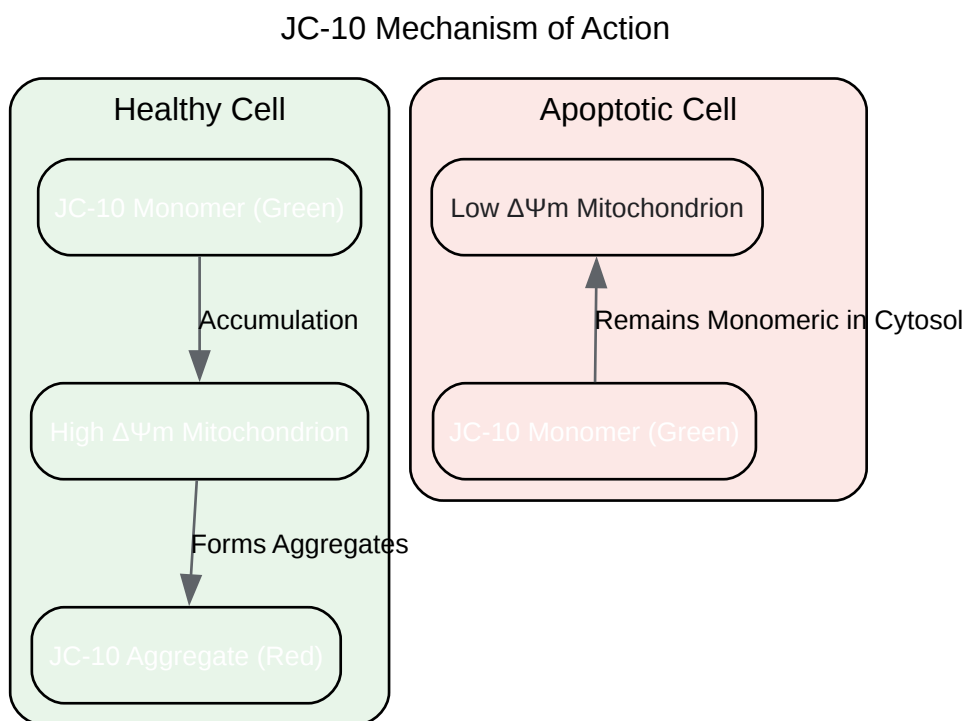 JC-10 Mechanism of Action
Healthy Cell
JC-10 Monomer (Green)
Accumulation
High ΔΨm Mitochondrion
Forms Aggregates
JC-10 Aggregate (Red)
Apoptotic Cell
Low ΔΨm Mitochondrion
Remains Monomeric in Cytosol
JC-10 Monomer (Green)